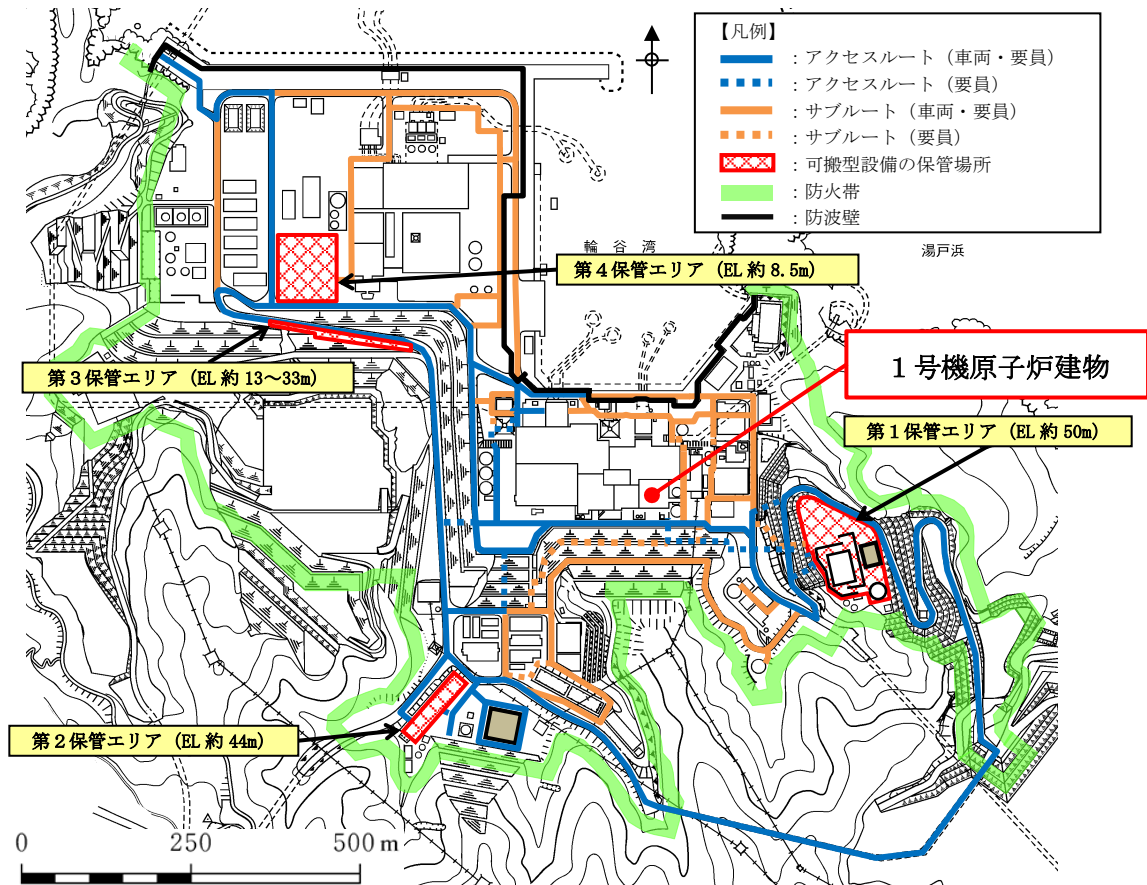 【凡例】
：アクセスルート（車両・要員）
：アクセスルート（要員）
：サブルート（車両・要員）
：サブルート（要員）
：可搬型設備の保管場所
：防火帯
：防波壁
輪谷湾
湯戸浜
第４保管エリア（EL 約 8.5m）
１号機原子炉建物
第３保管エリア（EL 約 13～33m）
第１保管エリア（EL 約 50m）
第２保管エリア（EL 約 44m）
0 250 500 m